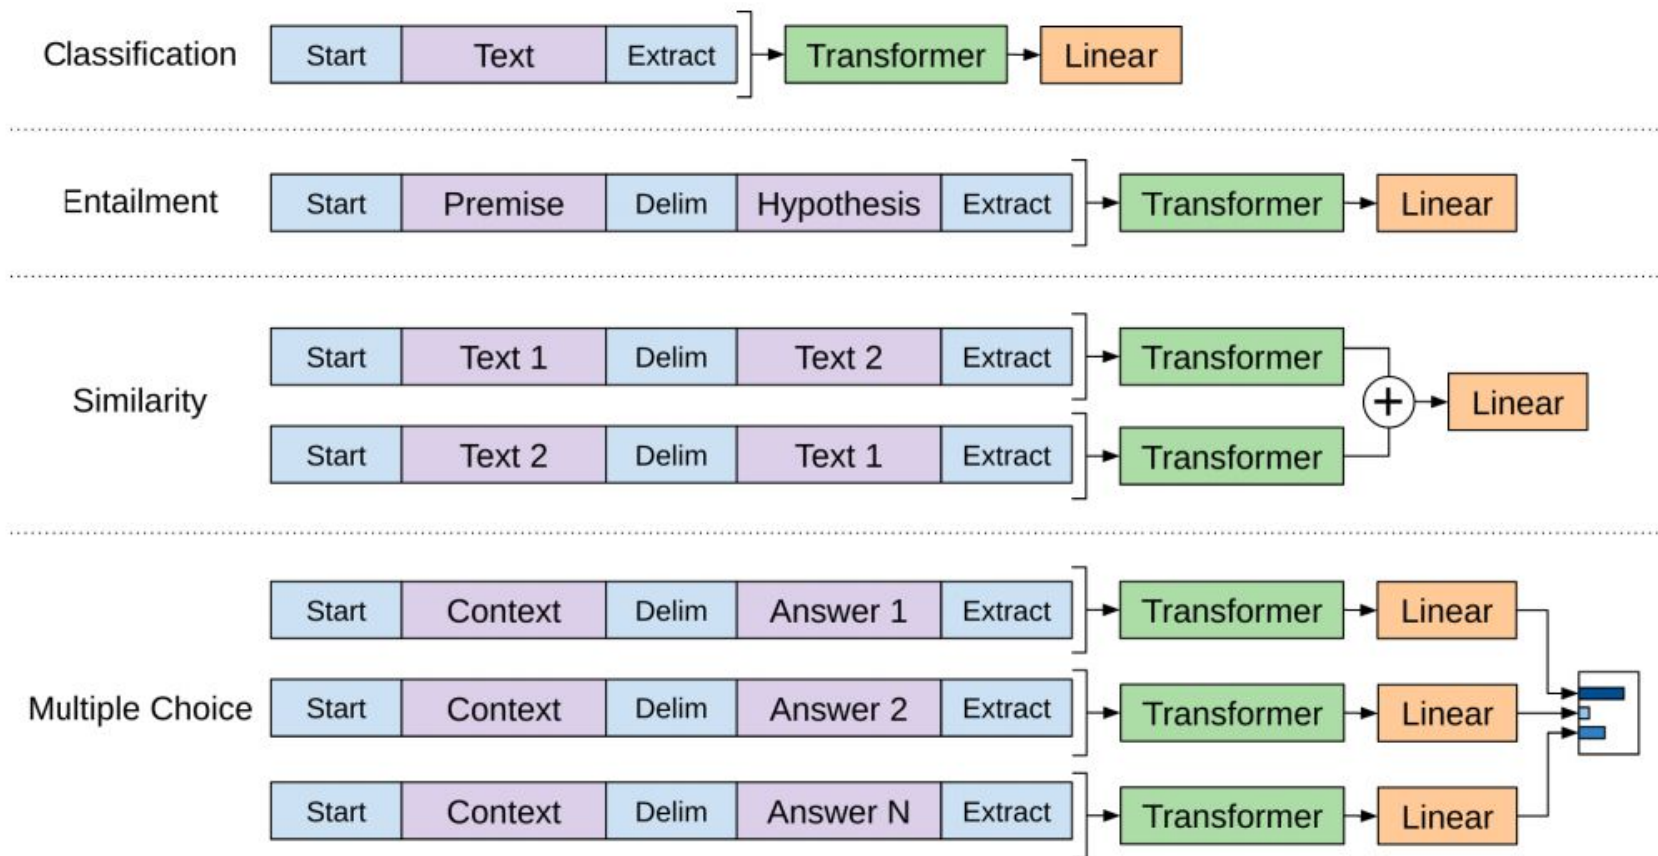 Classification Start Text Extract Transformer Linear
Entailment Start Premise Delim Hypothesis Extract Transformer Linear
Start Text 1 Delim Text 2 Extract Transformer
Similarity + Linear
Start Text 2 Delim Text 1 Extract Transformer
Start Context Delim Answer 1 Extract Transformer Linear
Multiple Choice Start Context Delim Answer 2 Extract Transformer Linear
Start Context Delim Answer N Extract Transformer Linear